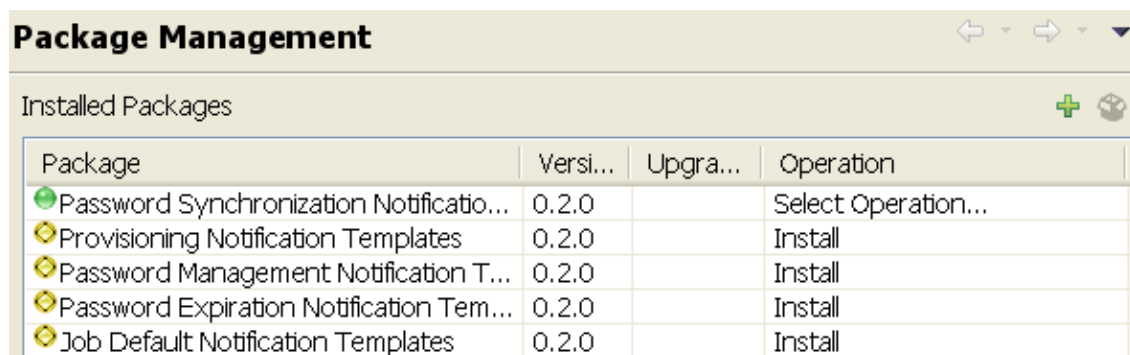 Package Management
Installed Packages
Package Versi... Upgra... Operation
Password Synchronization Notificatio... 0.2.0 Select Operation...
Provisioning Notification Templates 0.2.0 Install
Password Management Notification T... 0.2.0 Install
Password Expiration Notification Tem... 0.2.0 Install
Job Default Notification Templates 0.2.0 Install